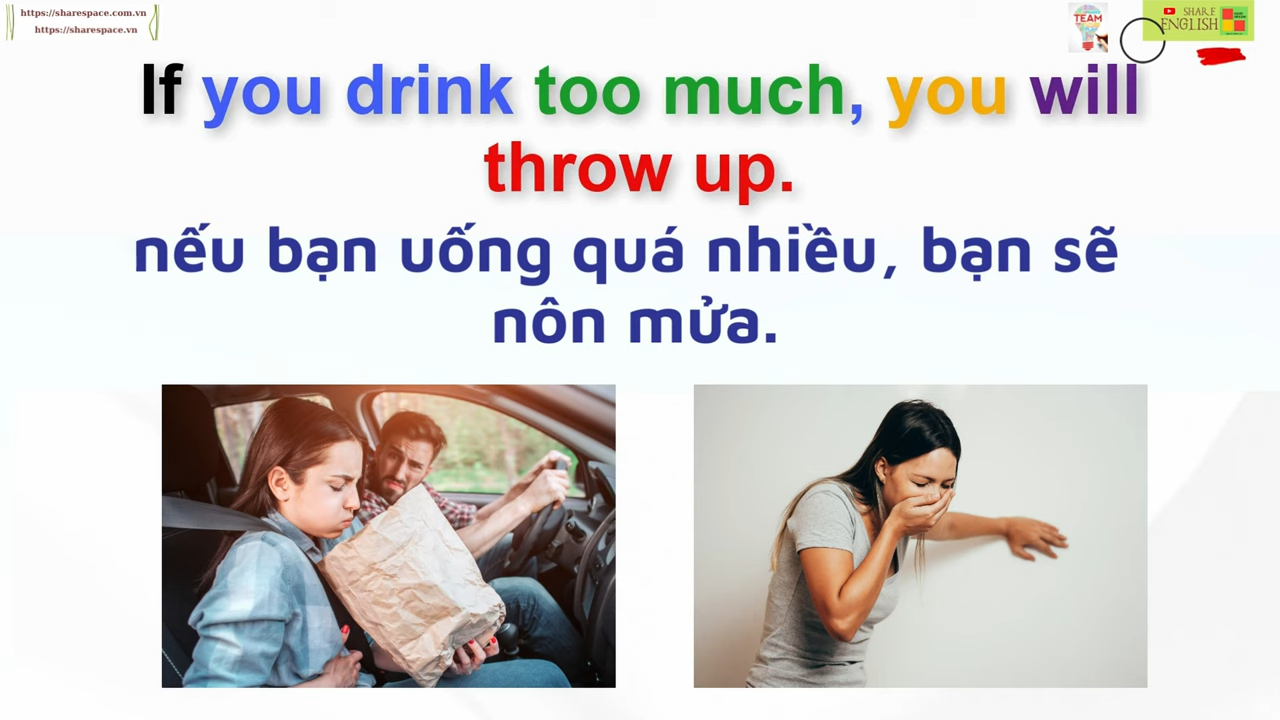 https://sharespace.com.vn
https://sharespace.vn
TEAM
SHARE
ENGLISH
If you drink too much, you will
throw up.
nếu bạn uống quá nhiều, bạn sẽ
nôn mửa.